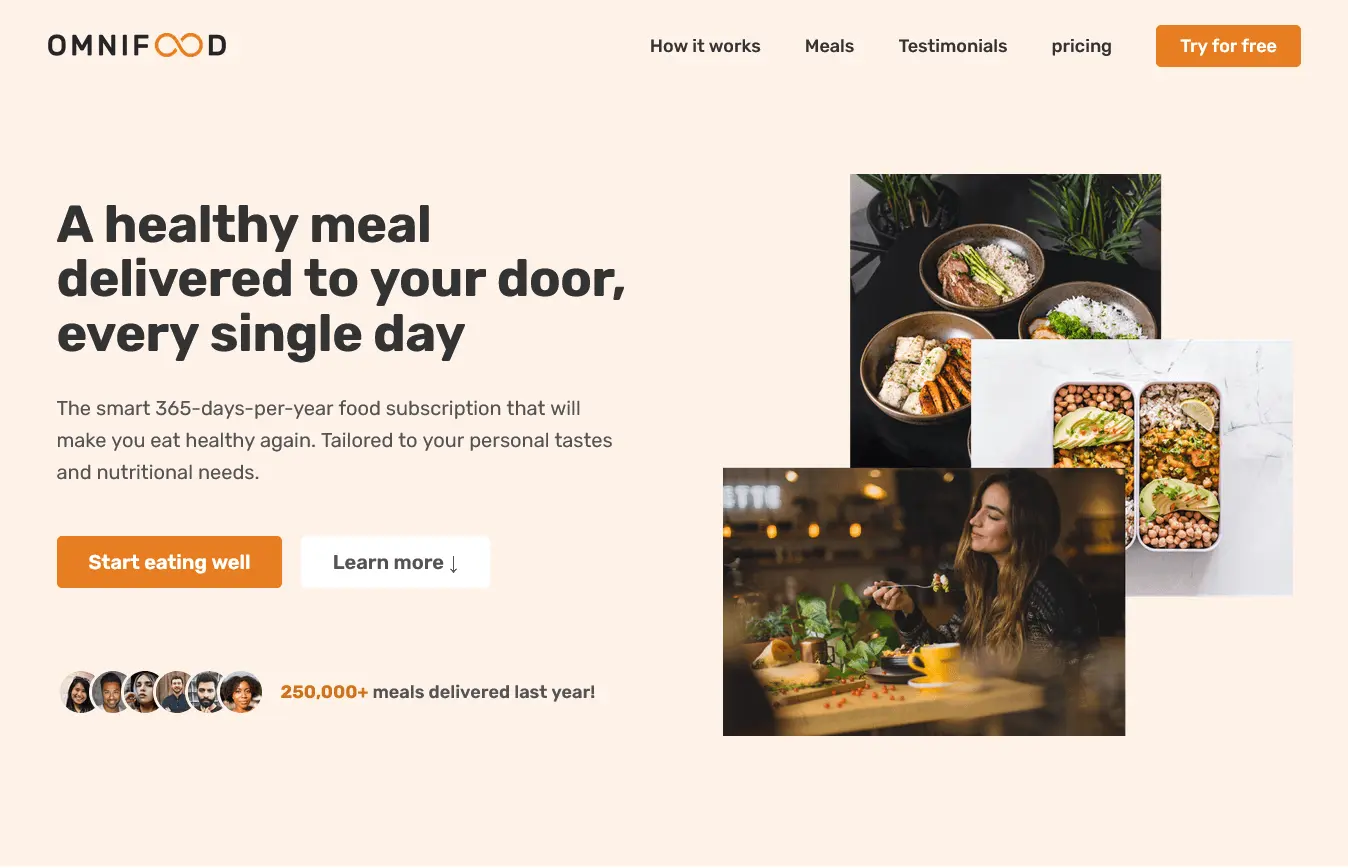 OMNIFOOD
How it works
Meals
Testimonials
pricing
Try for free
A healthy meal
delivered to your door,
every single day
The smart 365-days-per-year food subscription that will
make you eat healthy again. Tailored to your personal tastes
and nutritional needs.
Start eating well
Learn more ↓
250,000+ meals delivered last year!